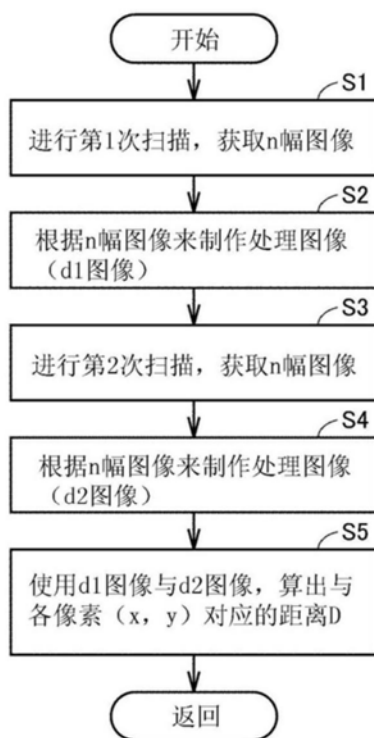 开始
S1
进行第1次扫描，获取n幅图像
S2
根据n幅图像来制作处理图像
（d1图像）
S3
进行第2次扫描，获取n幅图像
S4
根据n幅图像来制作处理图像
（d2图像）
S5
使用d1图像与d2图像，算出与
各像素（x，y）对应的距离D
返回